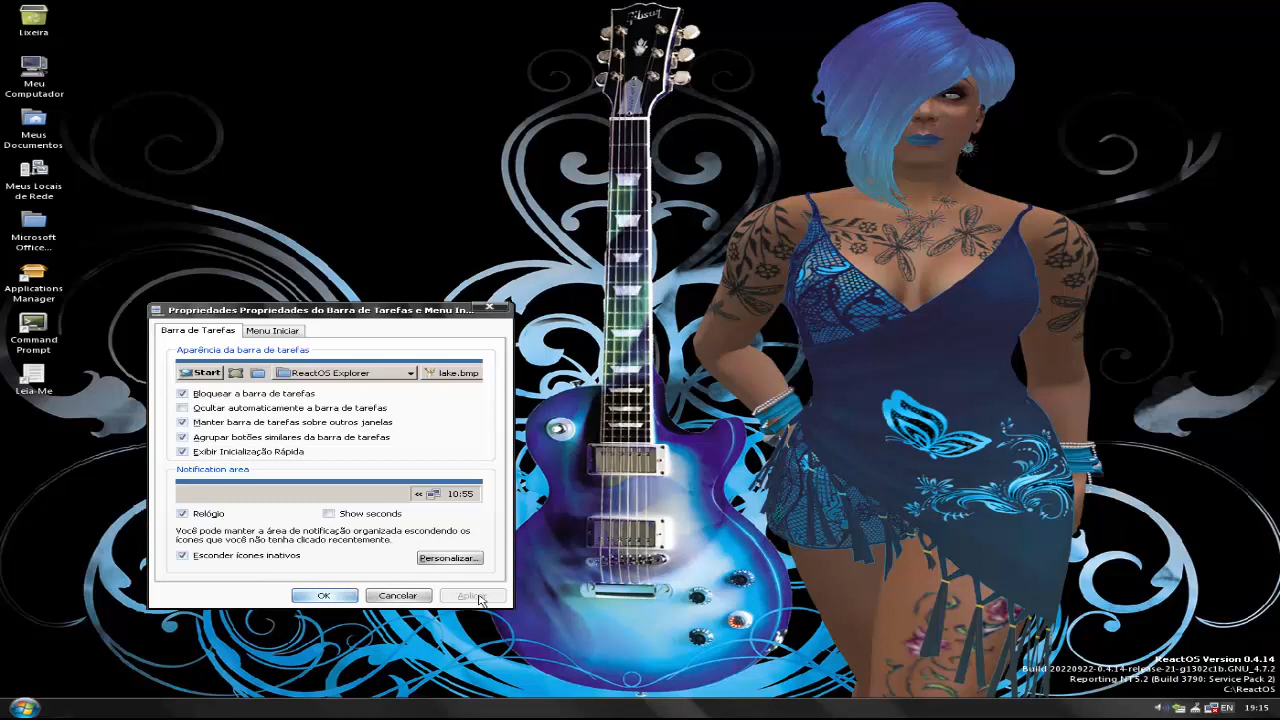 Lixeira
Meu
Computador
Meus
Documentos
Meus Locais
de Rede
Microsoft
Office...
Applications
Manager
Command
Prompt
Leia-Me
Gibson
Propriedades Propriedades do Barra de Tarefas e Menu In...
Barra de Tarefas
Menu Iniciar
Aparência da barra de tarefas
Start
ReactOS Explorer
lake.bmp
Bloquear a barra de tarefas
Ocultar automaticamente a barra de tarefas
Manter barra de tarefas sobre outros janelas
Agrupar botões similares da barra de tarefas
Exibir Inicialização Rápida
Notification area
« 10:55
Relógio
Show seconds
Você pode manter a área de notificação organizada escondendo os
ícones que você não tenha clicado recentemente.
Esconder ícones inativos
Personalizar...
OK
Cancelar
Aplicar
ReactOS Version 0.4.14
Build 20220922-0.4.14-release-21-g1302c1b.GNU_4.7.2
Reporting NT 5.2 (Build 3790: Service Pack 2)
C:\ReactOS
EN
19:15